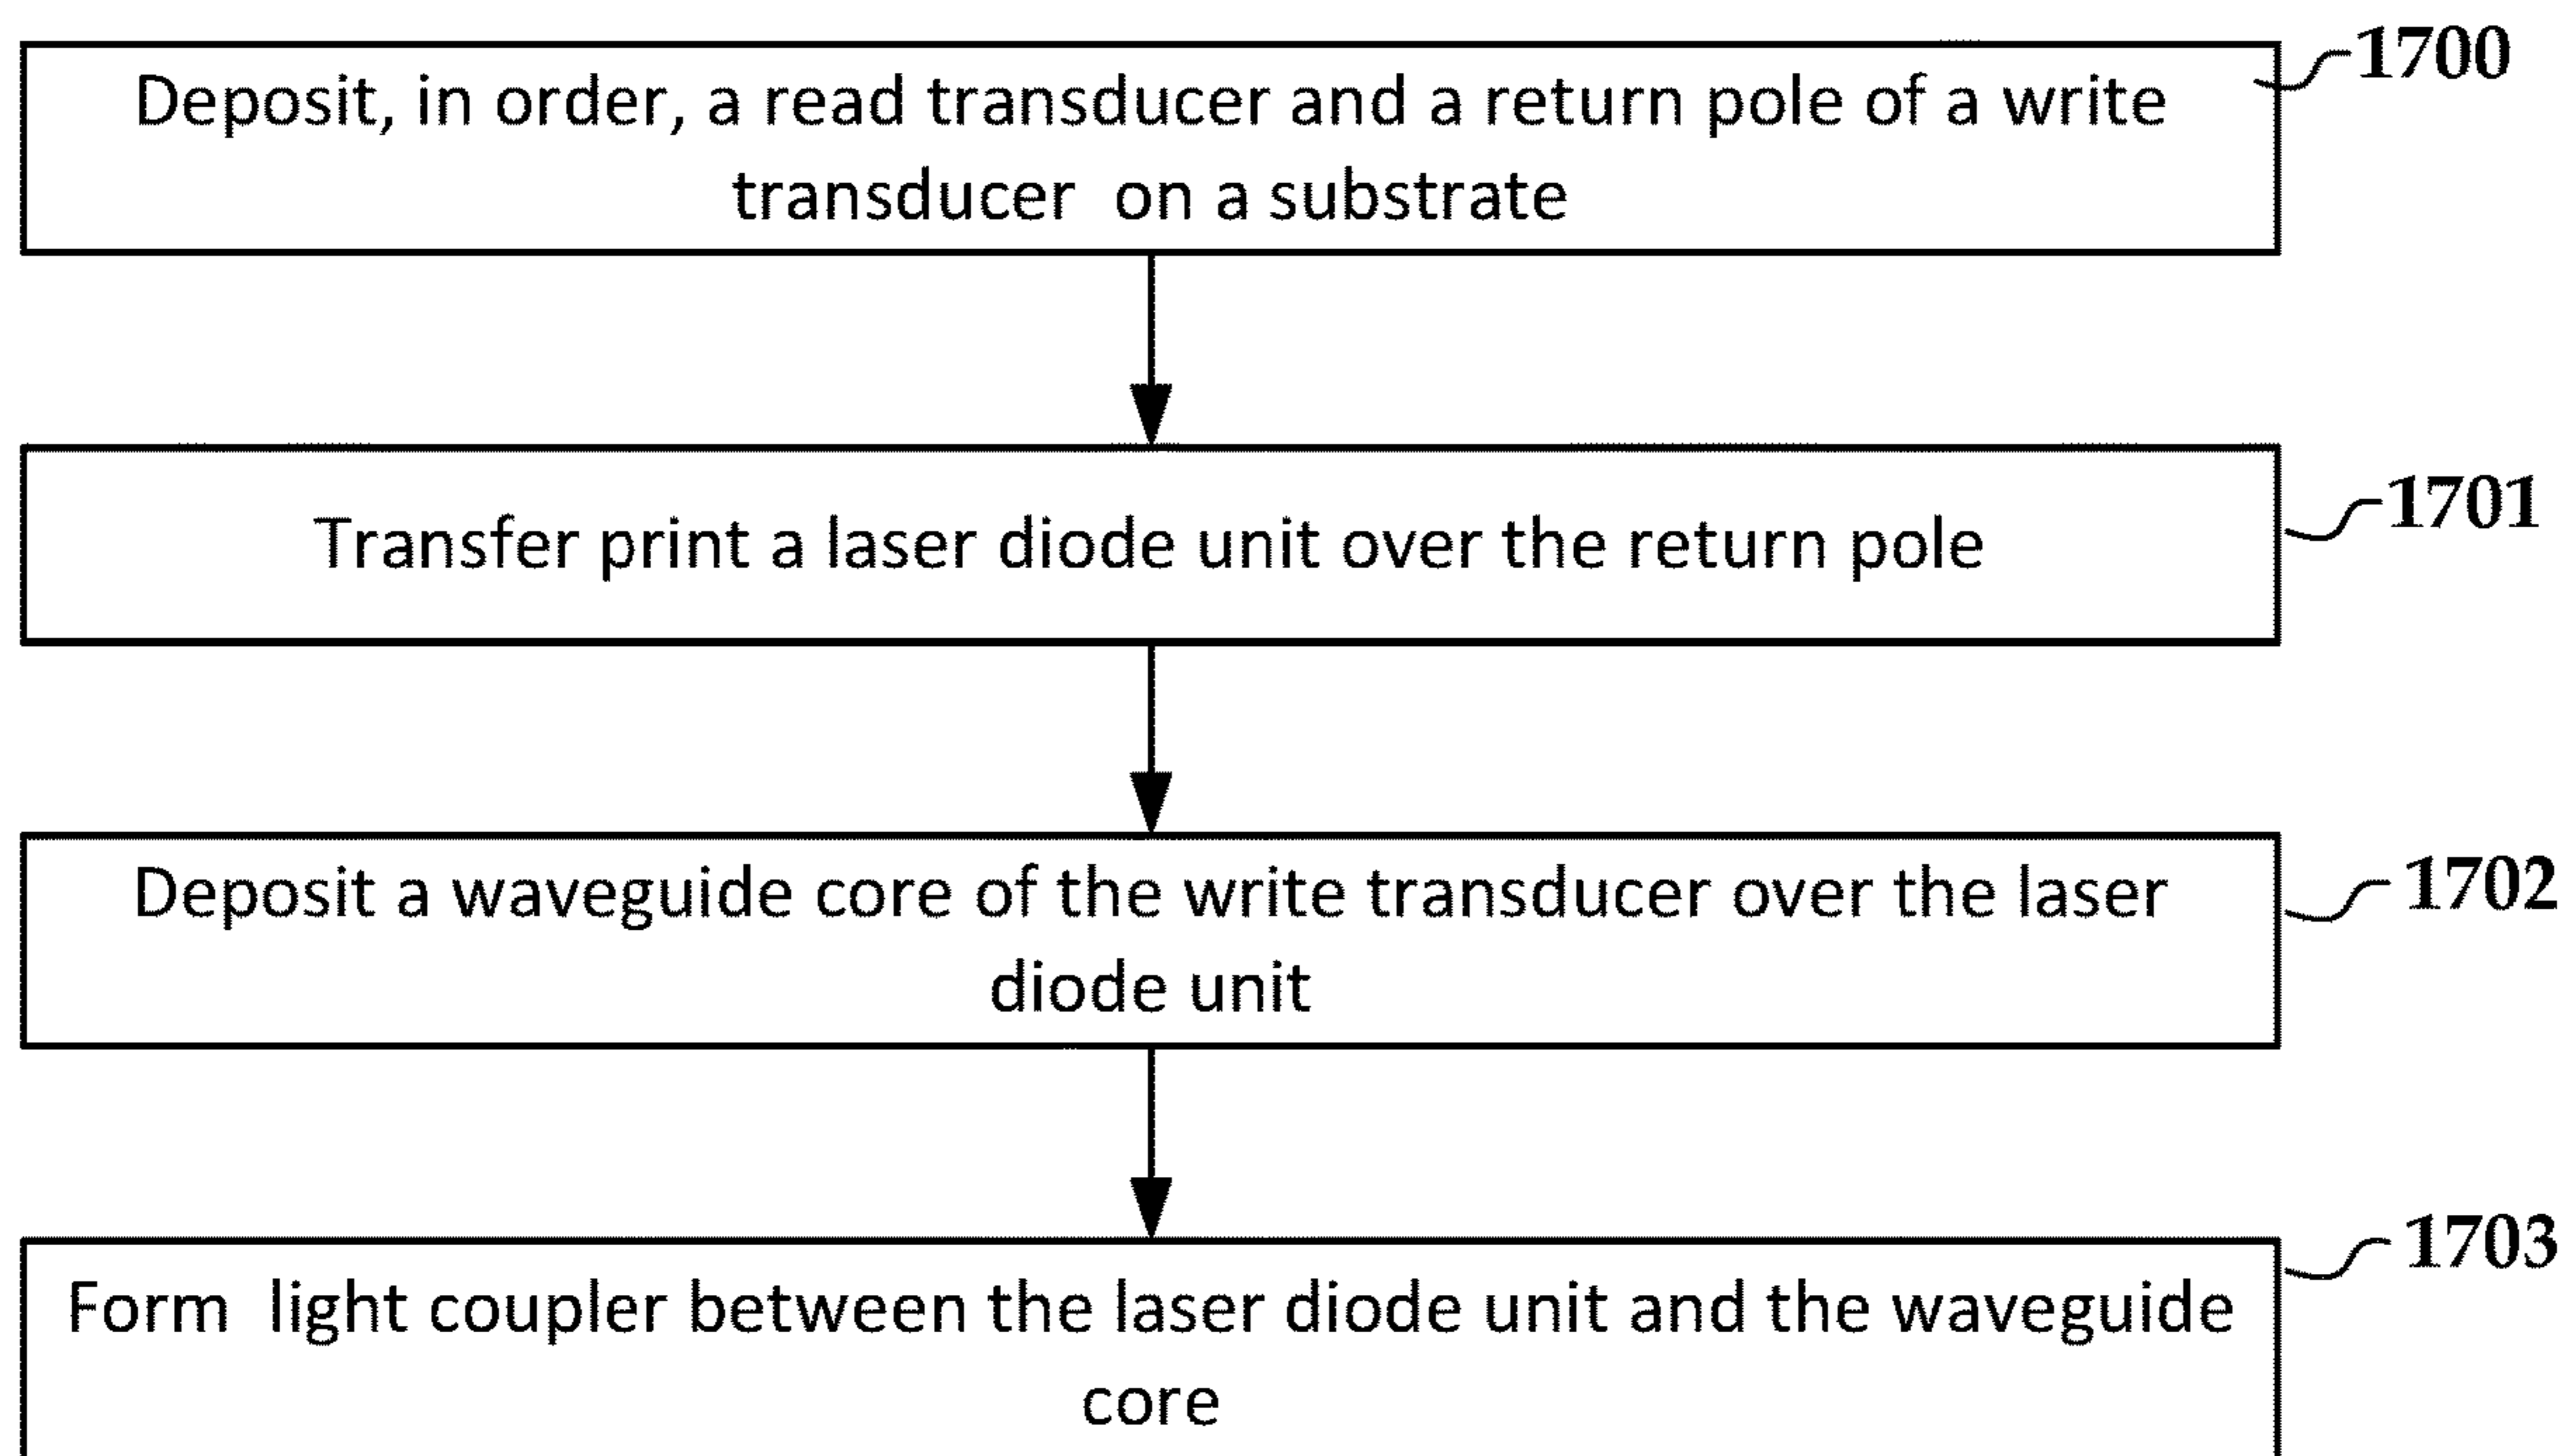 Deposit, in order, a read transducer and a return pole of a write
transducer on a substrate
1700
Transfer print a laser diode unit over the return pole
1701
Deposit a waveguide core of the write transducer over the laser
diode unit
1702
Form light coupler between the laser diode unit and the waveguide
core
1703